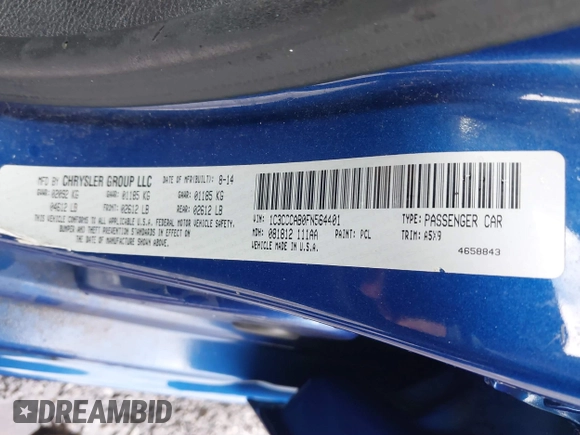 MFG BY CHRYSLER GROUP LLC DATE OF MFR(BUILT): 8-14
GVWR: 02092 KG GAWR: 01185 KG GAWR: 01185 KG
04612 LB FRONT: 02612 LB REAR: 02612 LB
THIS VEHICLE CONFORMS TO ALL APPLICABLE U.S.A. FEDERAL MOTOR VEHICLE SAFETY,
BUMPER AND THEFT PREVENTION STANDARDS IN EFFECT ON
THE DATE OF MANUFACTURE SHOWN ABOVE.
VIN: 1C3CCCAB0FN564401 TYPE: PASSENGER CAR
MDH: 081812 111AA PAINT: PCL TRIM: A5X9
VEHICLE MADE IN U.S.A.
4658843
DREAMBID